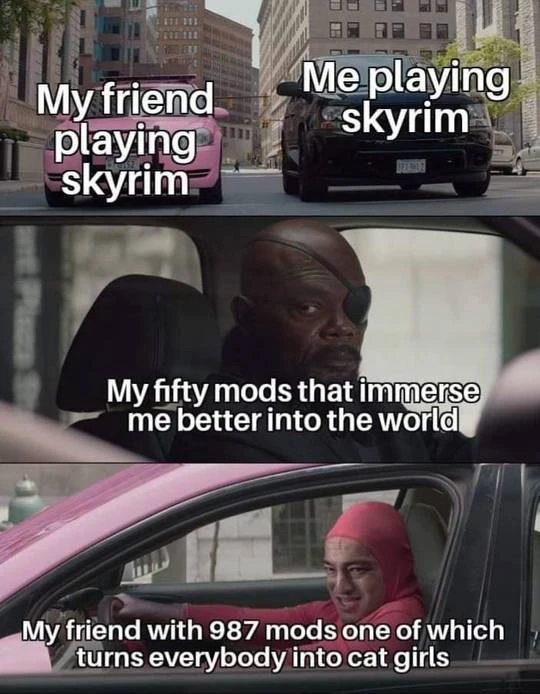 My friend
playing
skyrim
Me playing
skyrim
My fifty mods that immerse
me better into the world
My friend with 987 mods one of which
turns everybody into cat girls